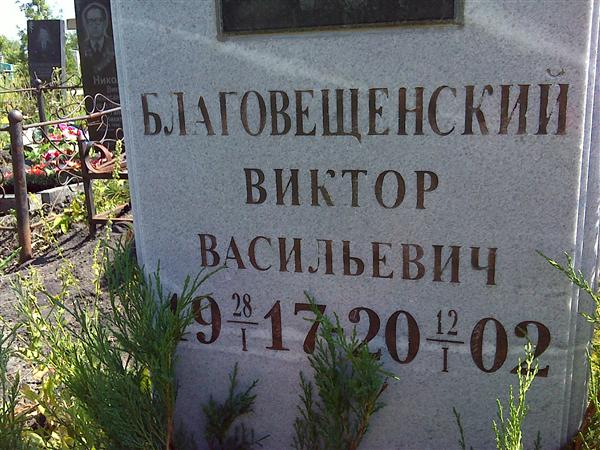 БЛАГОВЕЩЕНСКИЙ
ВИКТОР
ВАСИЛЬЕВИЧ
19 28/I 17 20 12/I 02